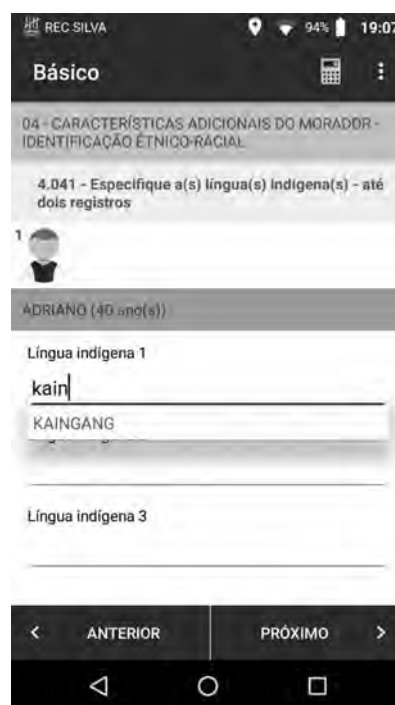 REC SILVA 94% 19:07
Básico
04 - CARACTERÍSTICAS ADICIONAIS DO MORADOR -
IDENTIFICAÇÃO ÉTNICO-RACIAL
4.041 - Especifique a(s) língua(s) Indígena(s) - até
dois registros
1
ADRIANO (40 ano(s))
Língua indígena 1
kain
KAINGANG
Língua indígena 3
ANTERIOR PRÓXIMO